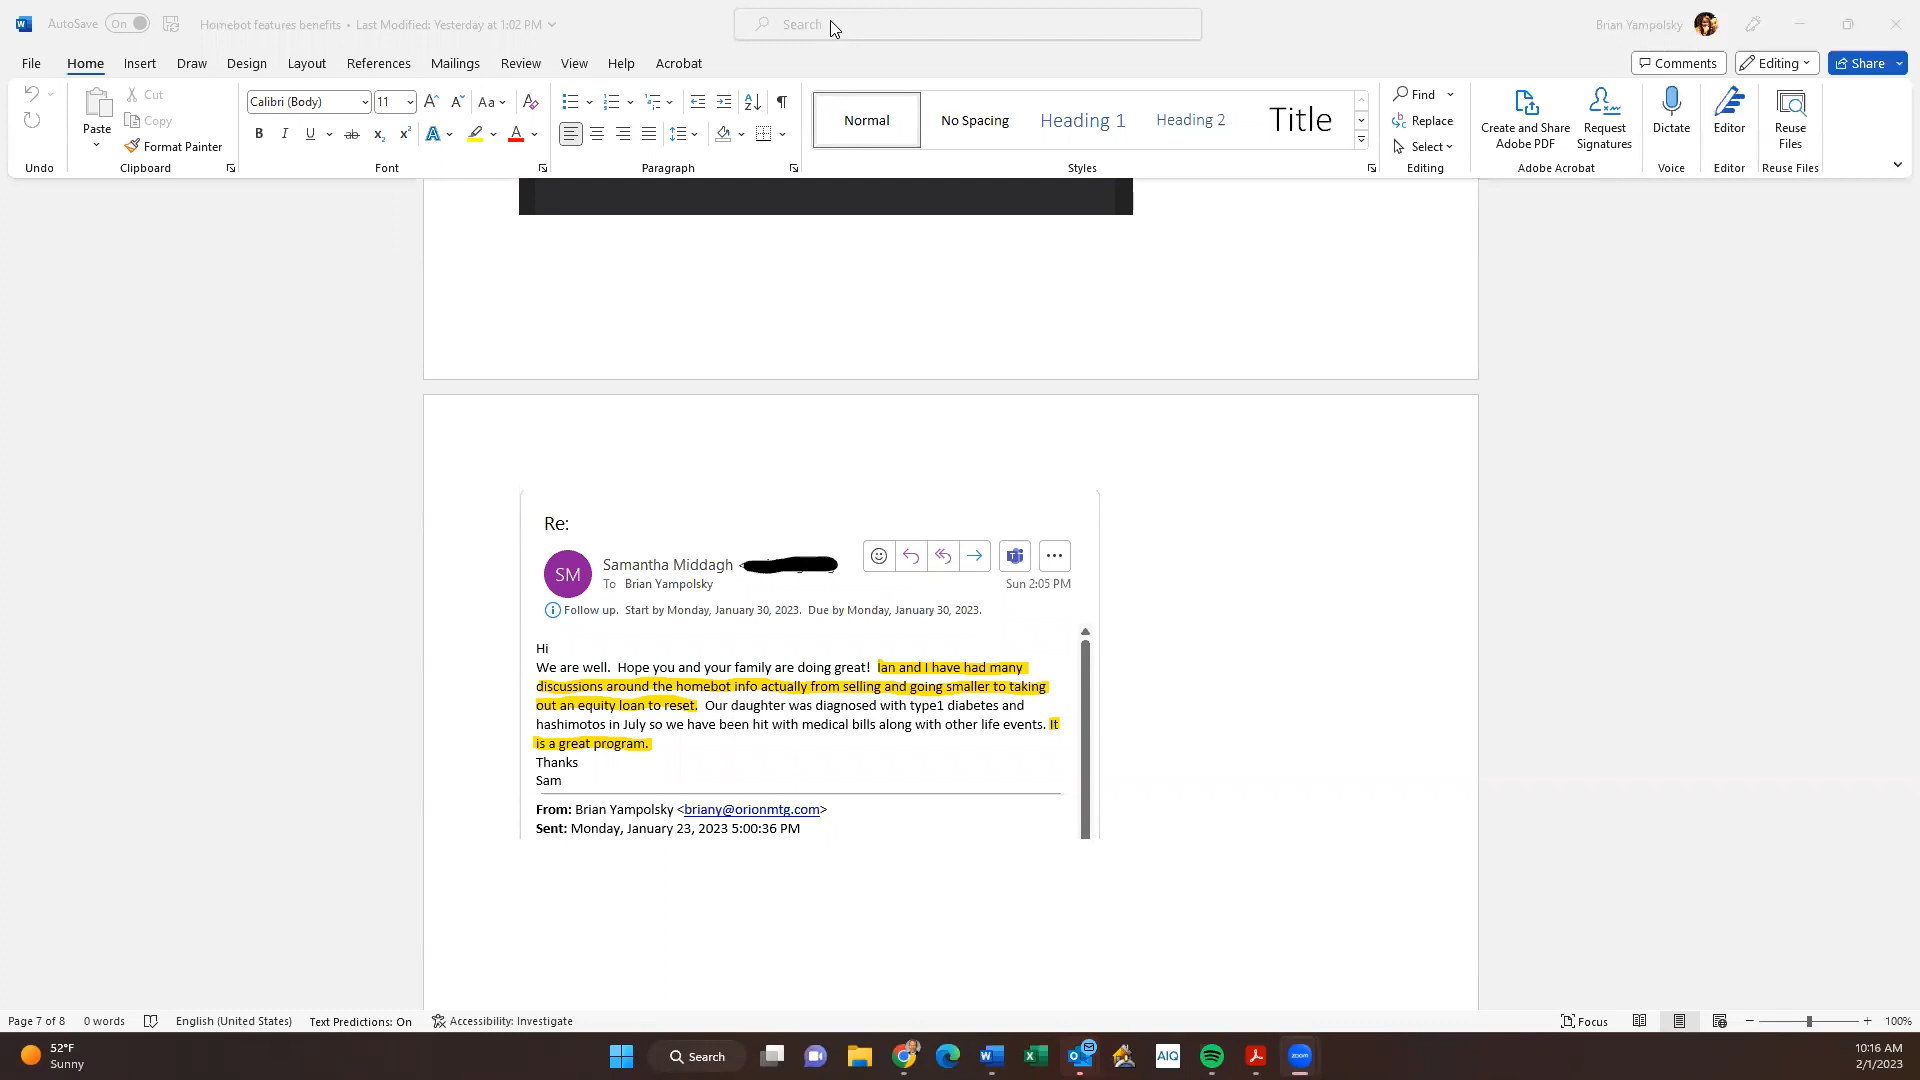 AutoSave On Homebot features benefits • Last Modified: Yesterday at 1:02 PM Search Brian Yampolsky
File Home Insert Draw Design Layout References Mailings Review View Help Acrobat Comments Editing Share
Cut
Copy
Format Painter
Paste
Calibri (Body) 11
Normal No Spacing Heading 1 Heading 2 Title
Find
Replace
Select
Create and Share Adobe PDF
Request Signatures
Dictate
Editor
Reuse Files
Undo Clipboard Font Paragraph Styles Editing Adobe Acrobat Voice Editor Reuse Files
Re:
SM
Samantha Middagh <
To Brian Yampolsky
Sun 2:05 PM
Follow up. Start by Monday, January 30, 2023. Due by Monday, January 30, 2023.
Hi
We are well. Hope you and your family are doing great! Ian and I have had many
discussions around the homebot info actually from selling and going smaller to taking
out an equity loan to reset. Our daughter was diagnosed with type1 diabetes and
hashimotos in July so we have been hit with medical bills along with other life events. It
is a great program.
Thanks
Sam
From: Brian Yampolsky <briany@orionmtg.com>
Sent: Monday, January 23, 2023 5:00:36 PM
Page 7 of 8 0 words English (United States) Text Predictions: On Accessibility: Investigate Focus 100%
52°F
Sunny
Search
AIQ
zoom
10:16 AM
2/1/2023